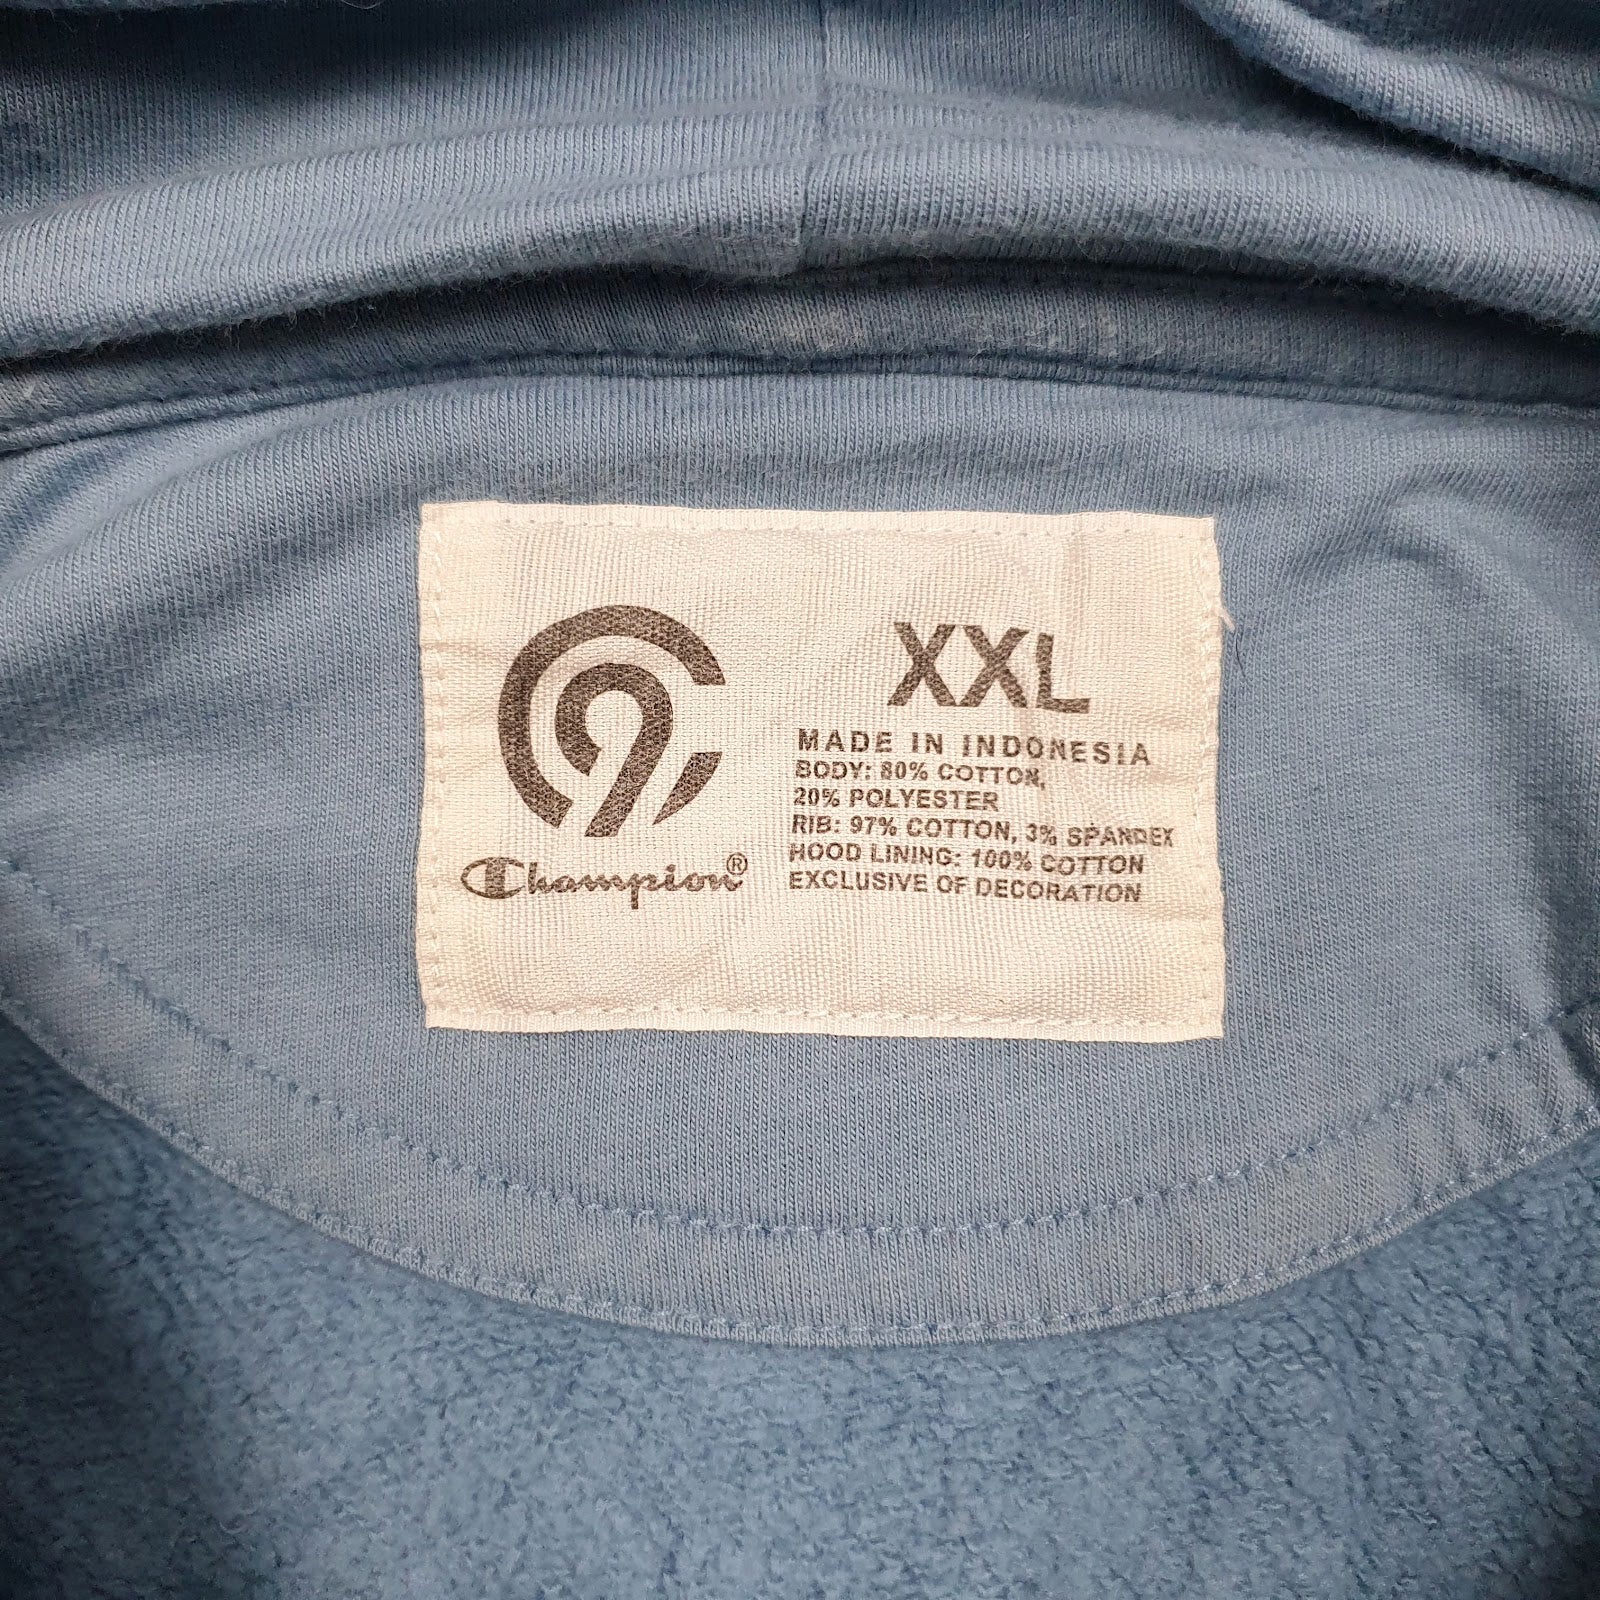 C9
Champion®
XXL
MADE IN INDONESIA
BODY: 80% COTTON,
20% POLYESTER
RIB: 97% COTTON, 3% SPANDEX
HOOD LINING: 100% COTTON
EXCLUSIVE OF DECORATION